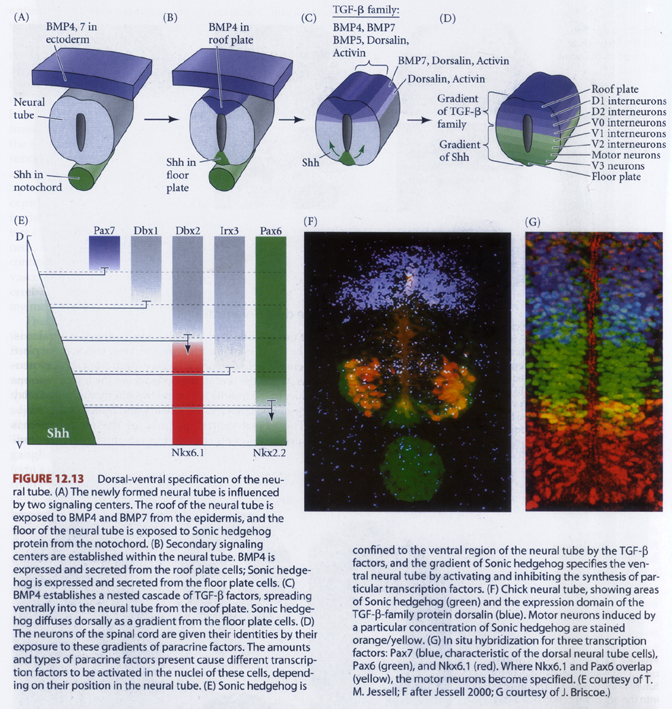 (A)
BMP4, 7 in
ectoderm
Neural
tube
Shh in
notochord
(B)
BMP4 in
roof plate
Shh in
floor
plate
(C)
TGF-β family:
BMP4, BMP7
BMP5, Dorsalin,
Activin
BMP7, Dorsalin, Activin
Dorsalin, Activin
Shh
(D)
Gradient
of TGF-β
family
Gradient
of Shh
Roof plate
D1 interneurons
D2 interneurons
V0 interneurons
V1 interneurons
V2 interneurons
Motor neurons
V3 neurons
Floor plate
(E)
Pax7 Dbx1 Dbx2 Irx3 Pax6
D
Shh
V
Nkx6.1 Nkx2.2
(F)
(G)
FIGURE 12.13 Dorsal-ventral specification of the neu-
ral tube. (A) The newly formed neural tube is influenced
by two signaling centers. The roof of the neural tube is
exposed to BMP4 and BMP7 from the epidermis, and the
floor of the neural tube is exposed to Sonic hedgehog
protein from the notochord. (B) Secondary signaling
centers are established within the neural tube. BMP4 is
expressed and secreted from the roof plate cells; Sonic hedge-
hog is expressed and secreted from the floor plate cells. (C)
BMP4 establishes a nested cascade of TGF-β factors, spreading
ventrally into the neural tube from the roof plate. Sonic hedge-
hog diffuses dorsally as a gradient from the floor plate cells. (D)
The neurons of the spinal cord are given their identities by their
exposure to these gradients of paracrine factors. The amounts
and types of paracrine factors present cause different transcrip-
tion factors to be activated in the nuclei of these cells, depend-
ing on their position in the neural tube. (E) Sonic hedgehog is
confined to the ventral region of the neural tube by the TGF-β
factors, and the gradient of Sonic hedgehog specifies the ven-
tral neural tube by activating and inhibiting the synthesis of par-
ticular transcription factors. (F) Chick neural tube, showing areas
of Sonic hedgehog (green) and the expression domain of the
TGF-β-family protein dorsalin (blue). Motor neurons induced by
a particular concentration of Sonic hedgehog are stained
orange/yellow. (G) In situ hybridization for three transcription
factors: Pax7 (blue, characteristic of the dorsal neural tube cells),
Pax6 (green), and Nkx6.1 (red). Where Nkx6.1 and Pax6 overlap
(yellow), the motor neurons become specified. (E courtesy of T.
M. Jessell; F after Jessell 2000; G courtesy of J. Briscoe.)